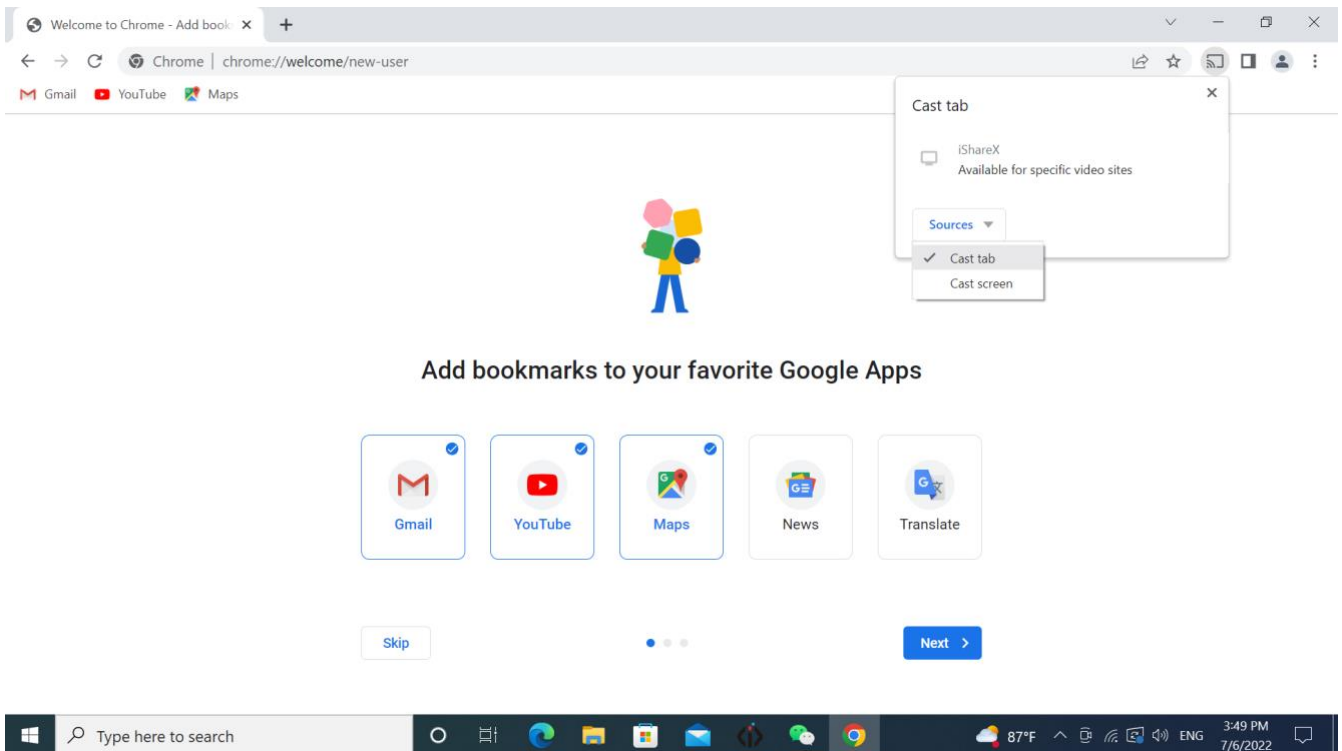 Welcome to Chrome - Add book
Chrome | chrome://welcome/new-user
Gmail YouTube Maps
Cast tab
iShareX
Available for specific video sites
Sources
Cast tab
Cast screen
Add bookmarks to your favorite Google Apps
Gmail YouTube Maps News Translate
Skip Next
Type here to search 87°F ENG 3:49 PM
7/6/2022